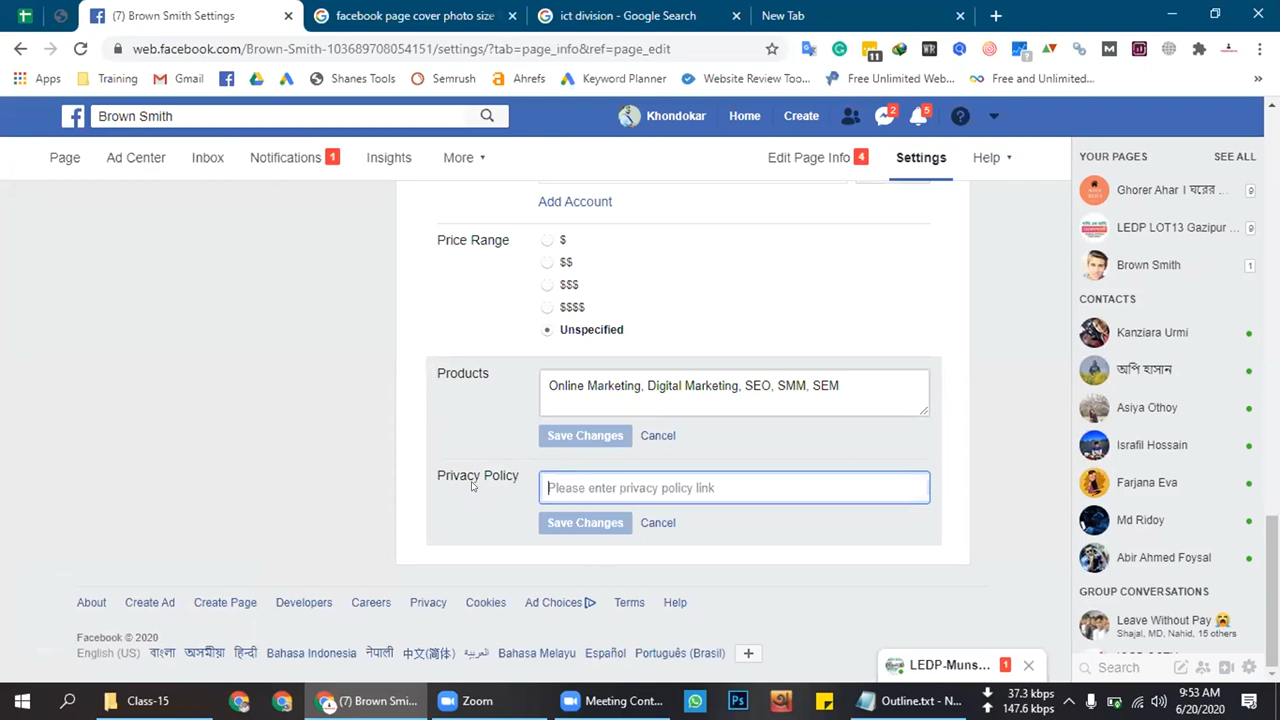 (7) Brown Smith Settings
facebook page cover photo size
ict division - Google Search
New Tab
web.facebook.com/Brown-Smith-103689708054151/settings/?tab=page_info&ref=page_edit
11
Apps
Training
Gmail
Shanes Tools
Semrush
Ahrefs
Keyword Planner
Website Review Too...
Free Unlimited Web...
Free and Unlimited...
»
Brown Smith
Khondokar
Home
Create
2
5
Page
Ad Center
Inbox
Notifications 1
Insights
More
Edit Page Info 4
Settings
Help
YOUR PAGES
SEE ALL
Ghorer Ahar । ঘরের ...
9
LEDP LOT13 Gazipur ...
9
Brown Smith
1
CONTACTS
Kanziara Urmi
অপি হাসান
Asiya Othoy
Israfil Hossain
Farjana Eva
Md Ridoy
Abir Ahmed Foysal
GROUP CONVERSATIONS
Leave Without Pay
Shajal, MD, Nahid, 15 others
Search
Add Account
Price Range
$
$$
$$$
$$$$
Unspecified
Products
Online Marketing, Digital Marketing, SEO, SMM, SEM
Save Changes
Cancel
Privacy Policy
Please enter privacy policy link
Save Changes
Cancel
About
Create Ad
Create Page
Developers
Careers
Privacy
Cookies
Ad Choices
Terms
Help
Facebook © 2020
English (US)
বাংলা
অসমীয়া
हिन्दी
Bahasa Indonesia
नेपाली
中文(简体)
العربية
Bahasa Melayu
Español
Português (Brasil)
LEDP-Muns...
1
Class-15
(7) Brown Smi...
Zoom
Meeting Cont...
Outline.txt - N...
37.3 kbps
147.6 kbps
9:53 AM
6/20/2020